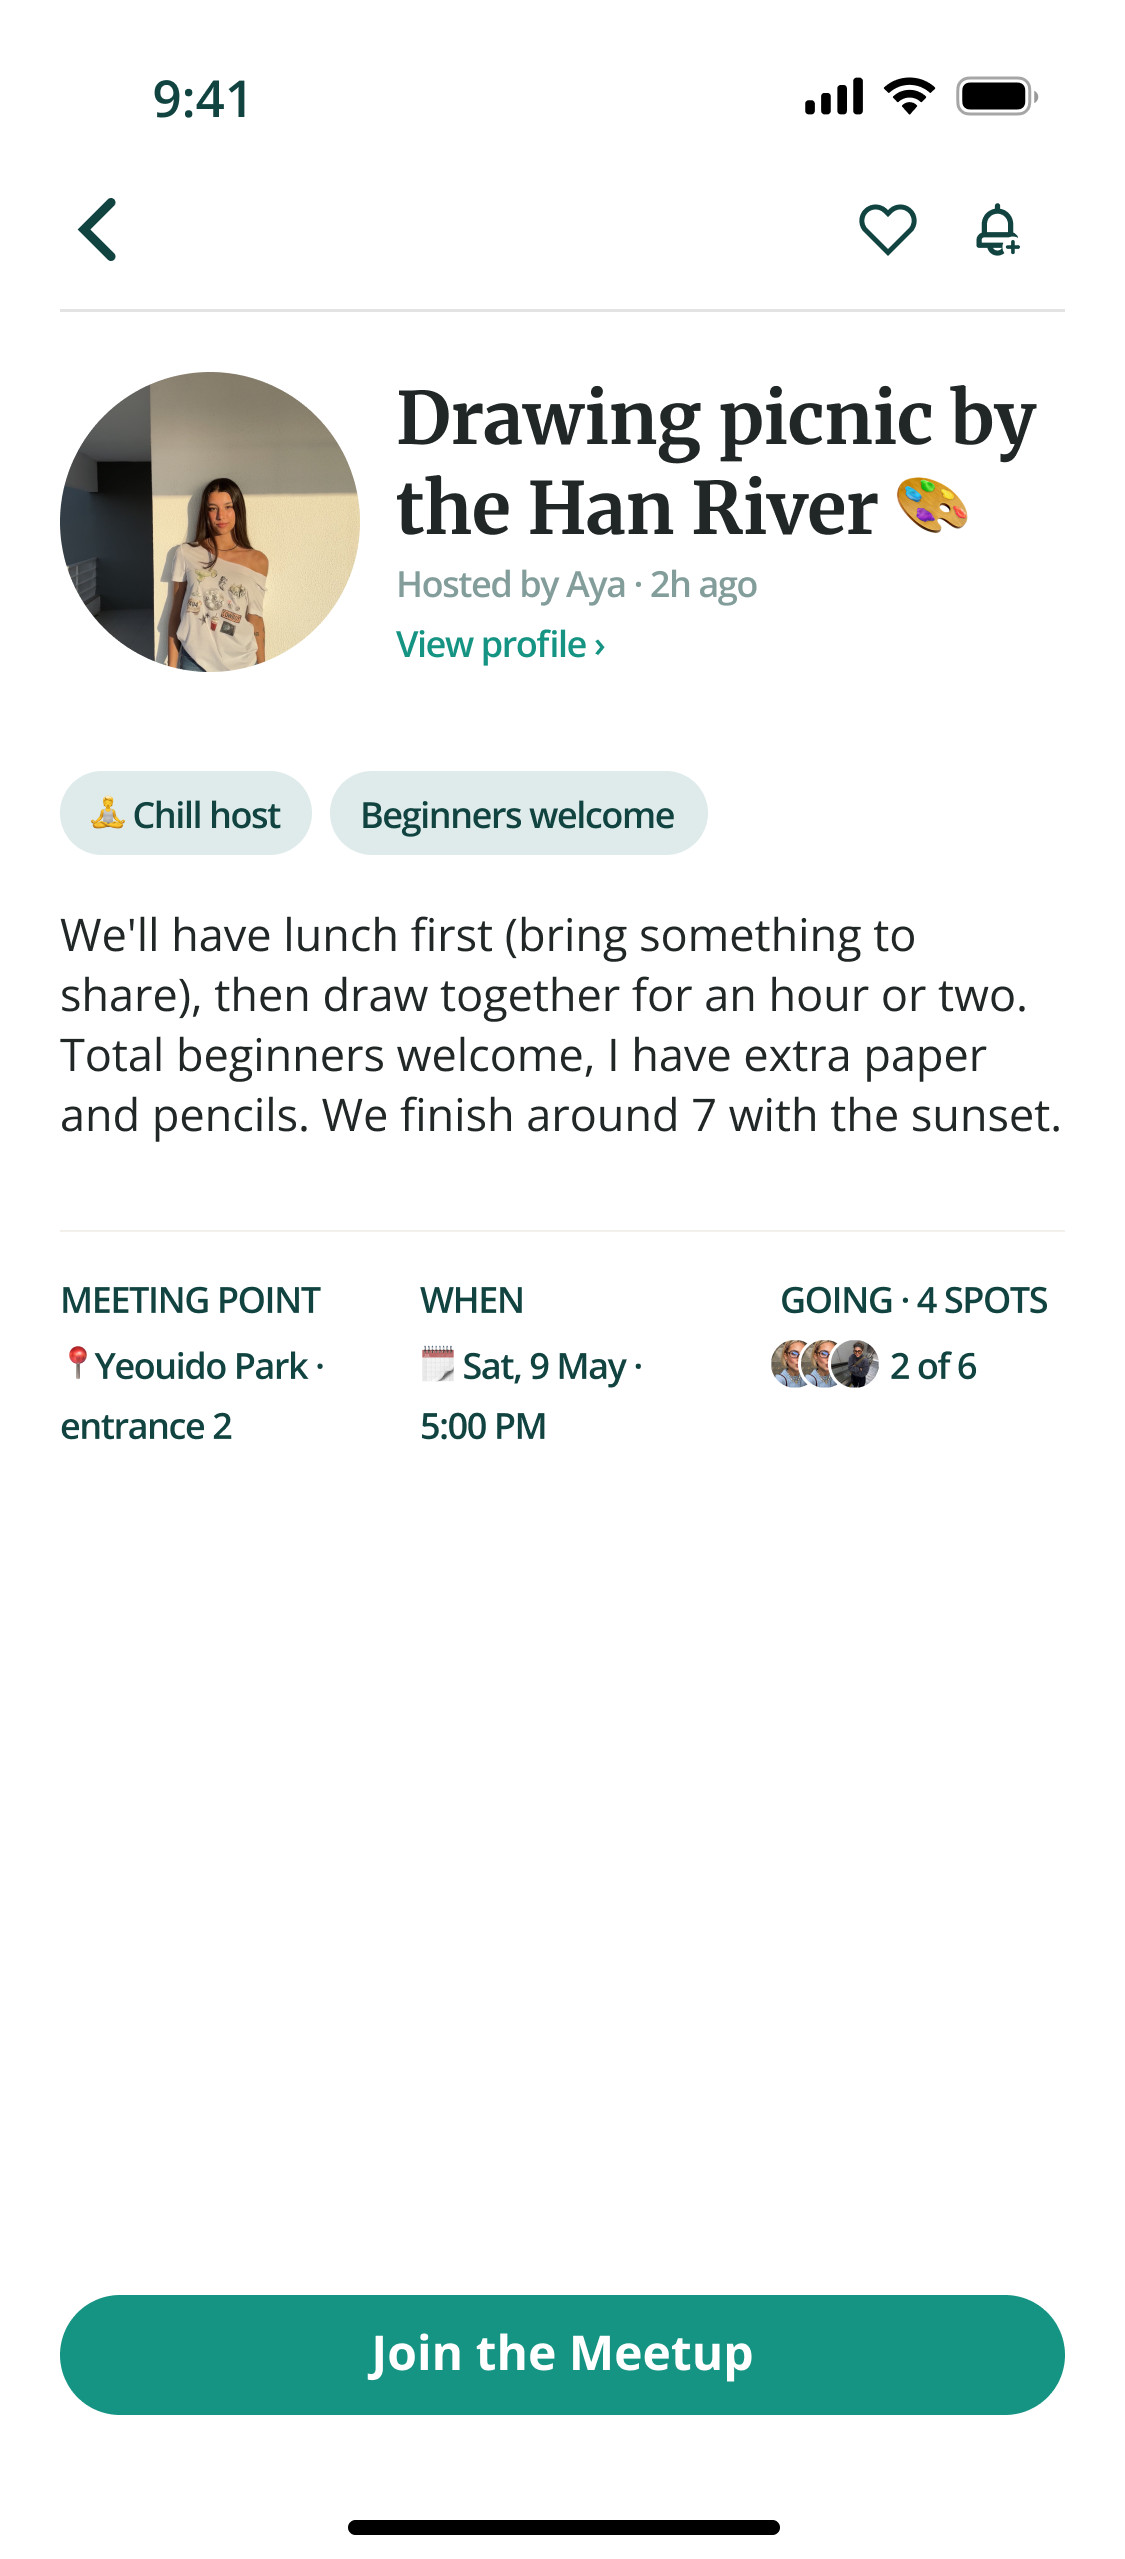 9:41
Drawing picnic by
the Han River 🎨
Hosted by Aya · 2h ago
View profile ›
🧘 Chill host
Beginners welcome
We'll have lunch first (bring something to
share), then draw together for an hour or two.
Total beginners welcome, I have extra paper
and pencils. We finish around 7 with the sunset.
MEETING POINT
📍Yeouido Park ·
entrance 2
WHEN
🗓️ Sat, 9 May ·
5:00 PM
GOING · 4 SPOTS
2 of 6
Join the Meetup